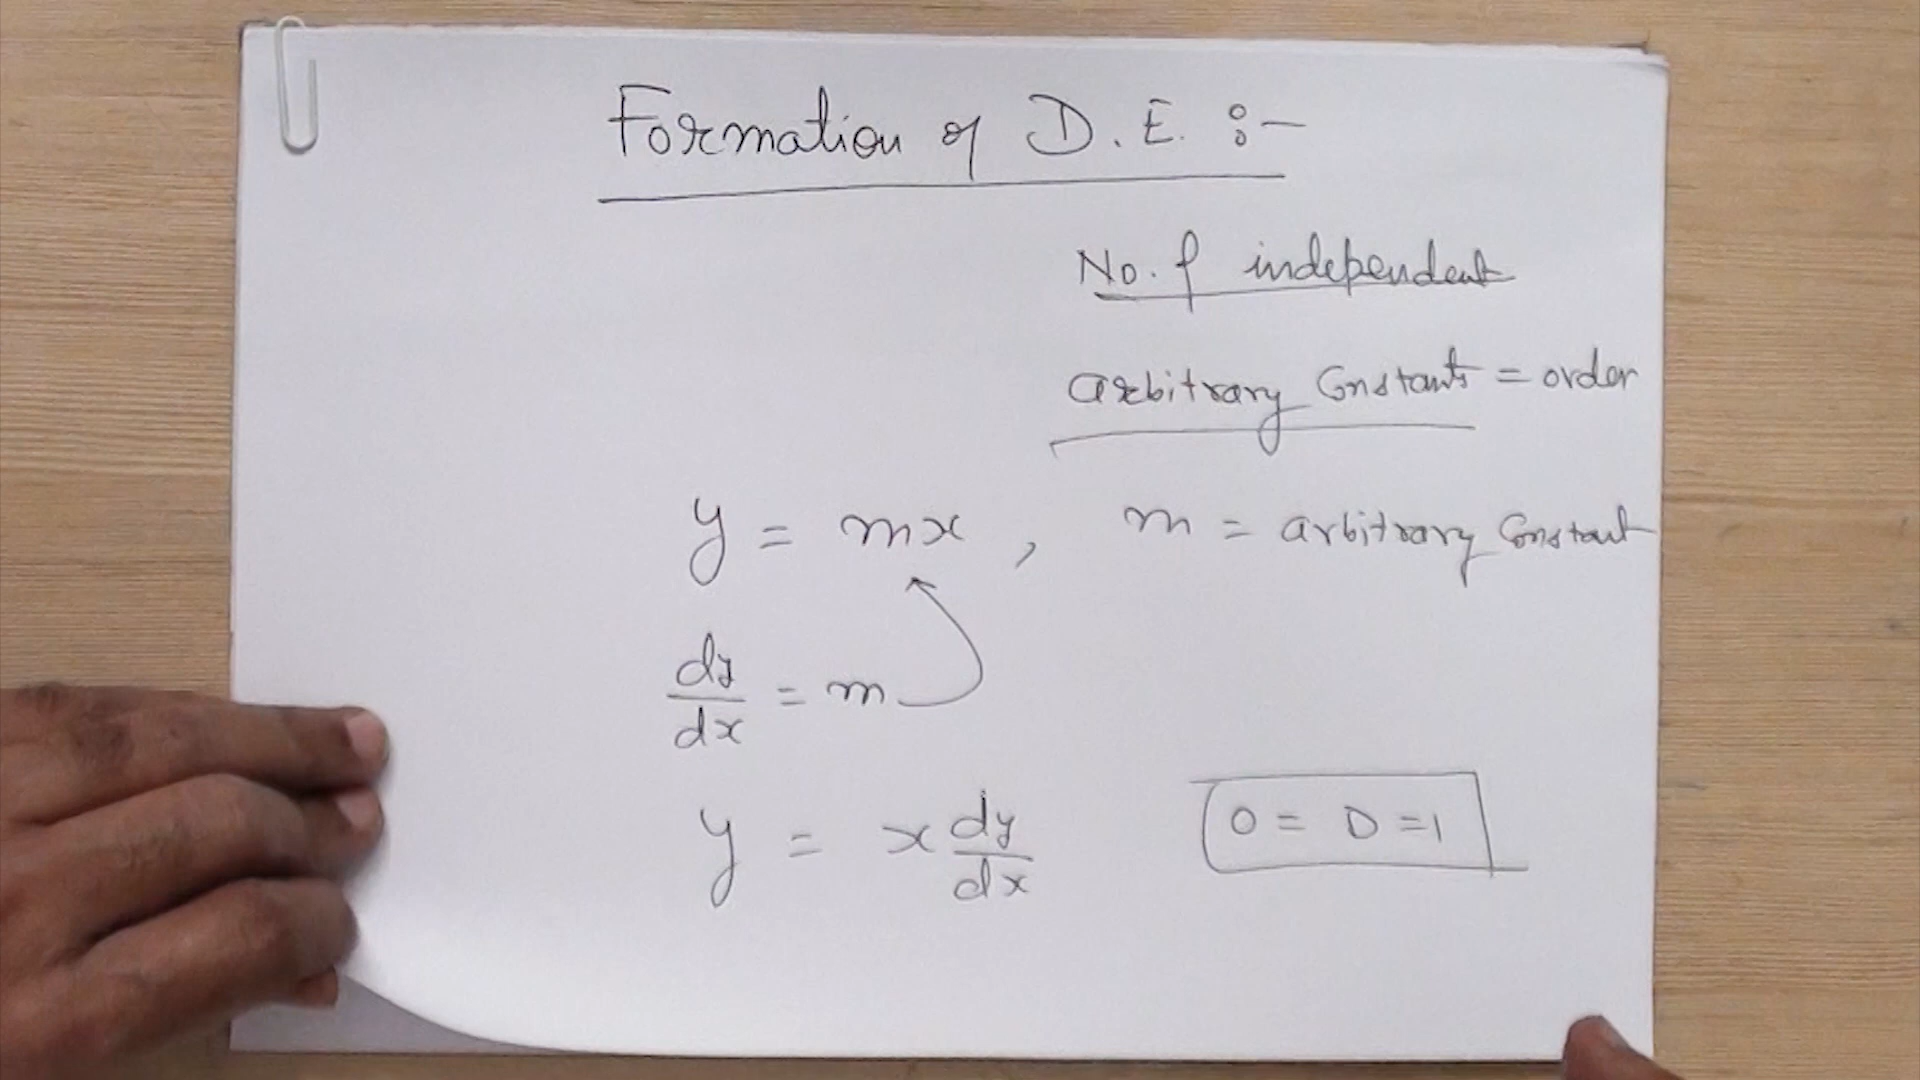 Formation of D.E. :-
No. of independent
arbitrary Constants = order
y = mx , m = arbitrary Constant
dy/dx = m
y = x dy/dx
O = D = 1